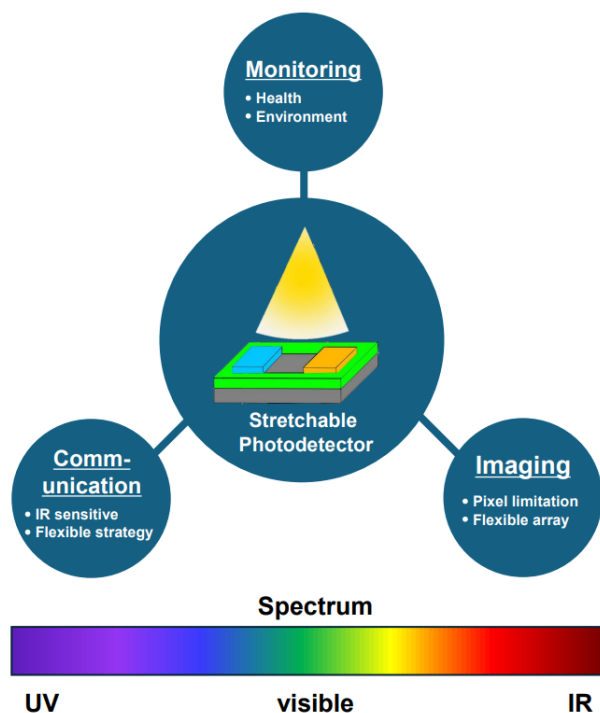 Monitoring
• Health
• Environment
Stretchable
Photodetector
Comm-
unication
• IR sensitive
• Flexible strategy
Imaging
• Pixel limitation
• Flexible array
Spectrum
UV visible IR